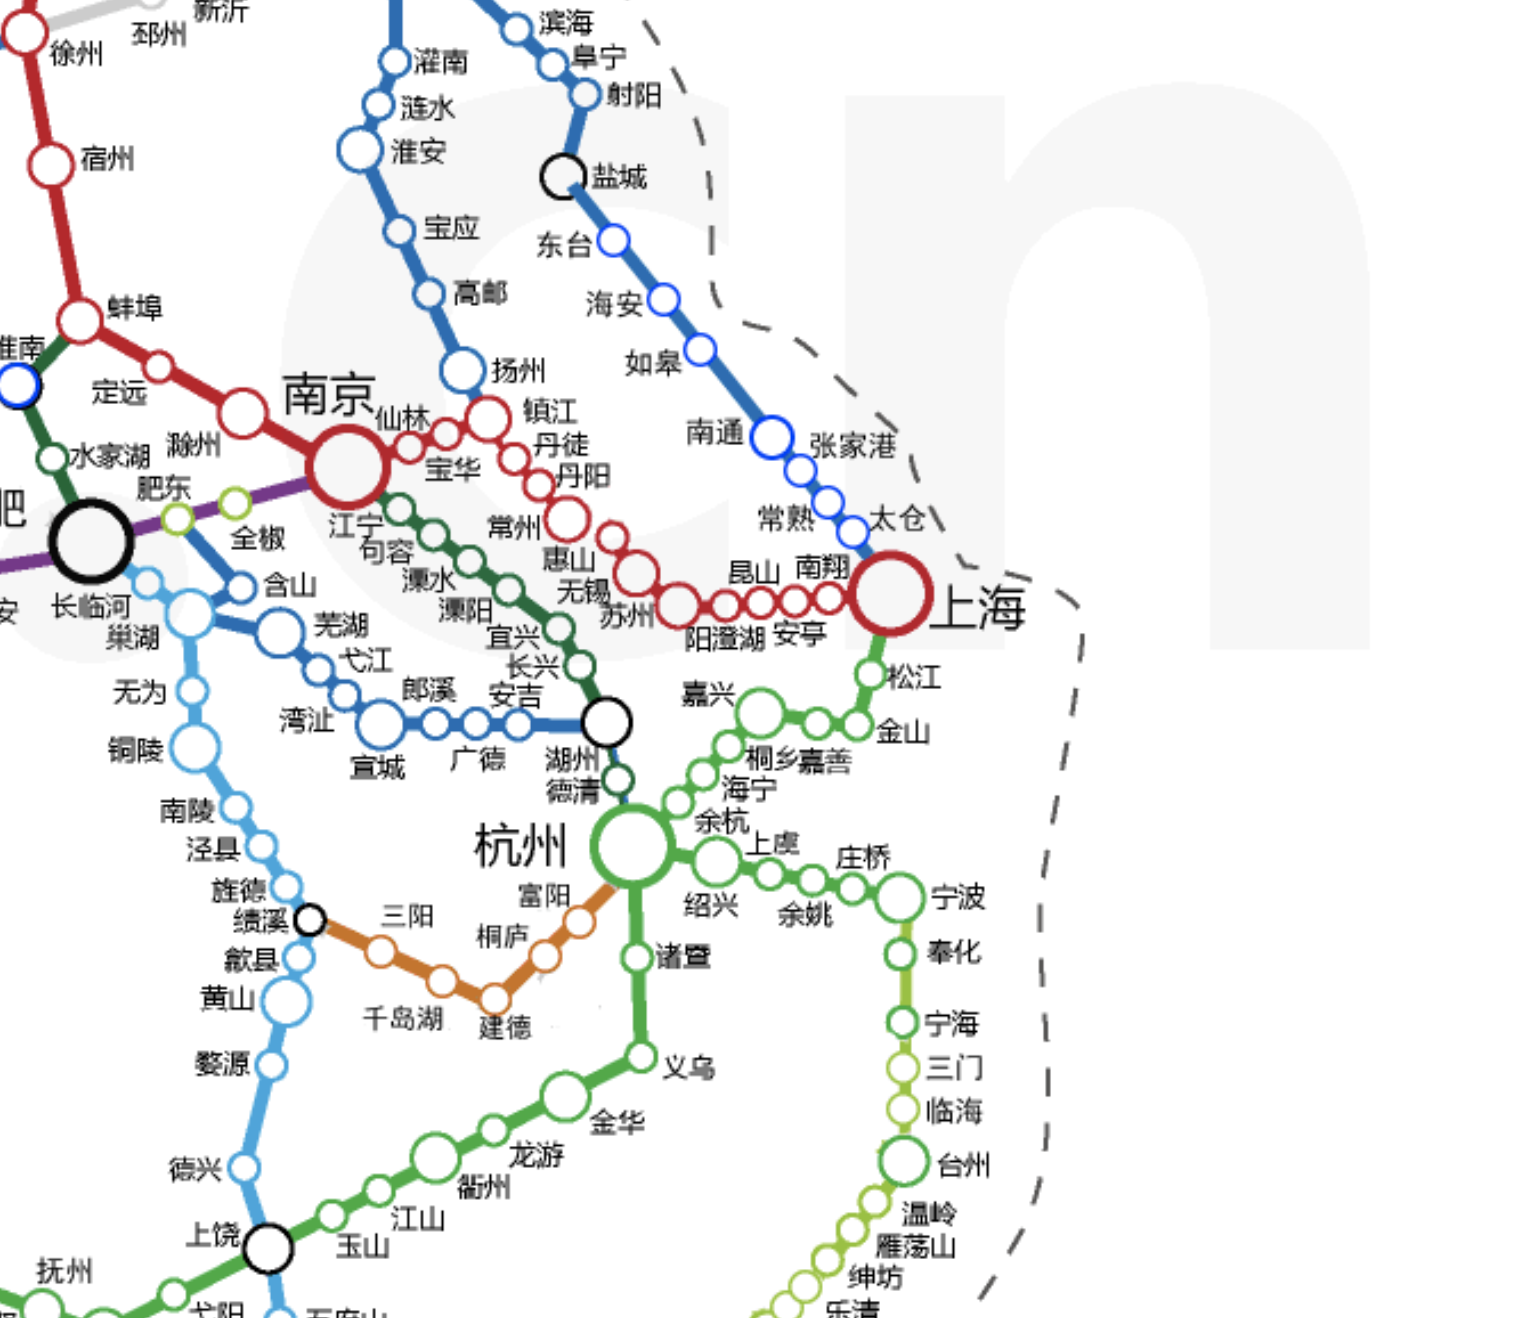 新沂
邳州
徐州
滨海
阜宁
灌南
射阳
涟水
淮安
宿州
盐城
宝应
东台
高邮
海安
蚌埠
淮南
如皋
扬州
定远
南京
仙林
镇江
南通
张家港
滁州
丹徒
水家湖
宝华
丹阳
肥东
肥
江宁
常州
常熟
太仓
全椒
句容
惠山
溧水
昆山
南翔
含山
无锡
安
长临河
溧阳
苏州
上海
巢湖
芜湖
宜兴
阳澄湖
安亭
弋江
长兴
松江
无为
郎溪
安吉
嘉兴
湾沚
金山
铜陵
宣城
广德
湖州
桐乡
嘉善
德清
海宁
南陵
余杭
泾县
杭州
上虞
庄桥
旌德
富阳
绍兴
余姚
宁波
绩溪
三阳
桐庐
歙县
诸暨
奉化
黄山
千岛湖
建德
宁海
婺源
义乌
三门
临海
金华
龙游
德兴
衢州
台州
江山
温岭
上饶
玉山
雁荡山
抚州
绅坊
弋阳
乐清
cn